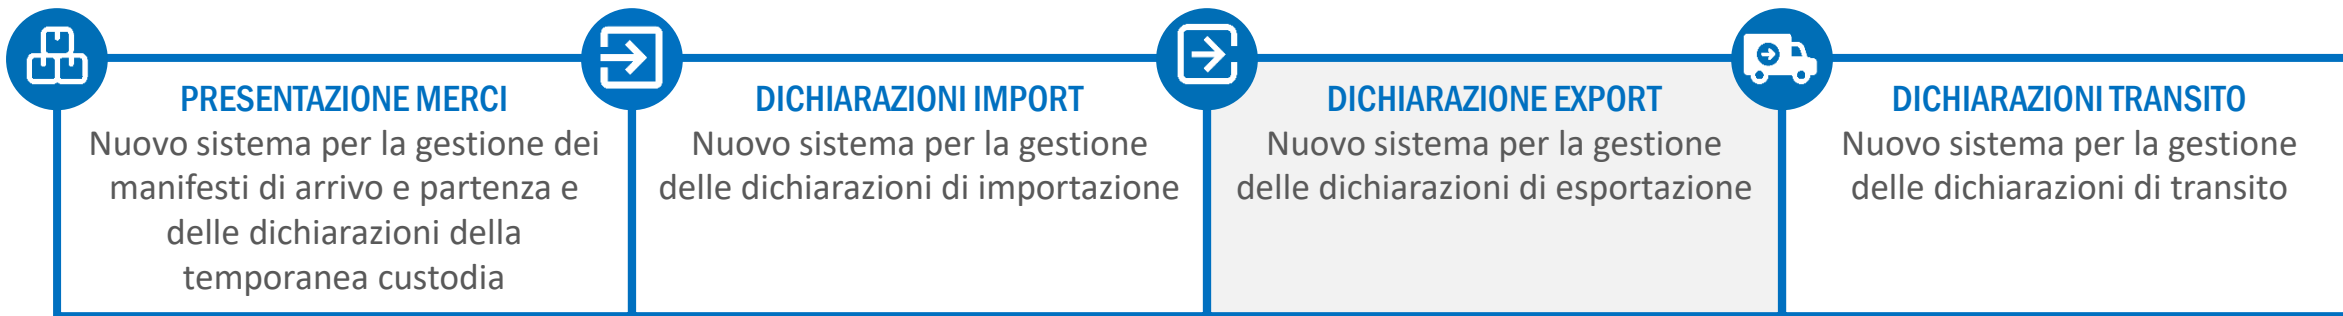 PRESENTAZIONE MERCI
Nuovo sistema per la gestione dei
manifesti di arrivo e partenza e
delle dichiarazioni della
temporanea custodia
DICHIARAZIONI IMPORT
Nuovo sistema per la gestione
delle dichiarazioni di importazione
DICHIARAZIONE EXPORT
Nuovo sistema per la gestione
delle dichiarazioni di esportazione
DICHIARAZIONI TRANSITO
Nuovo sistema per la gestione
delle dichiarazioni di transito